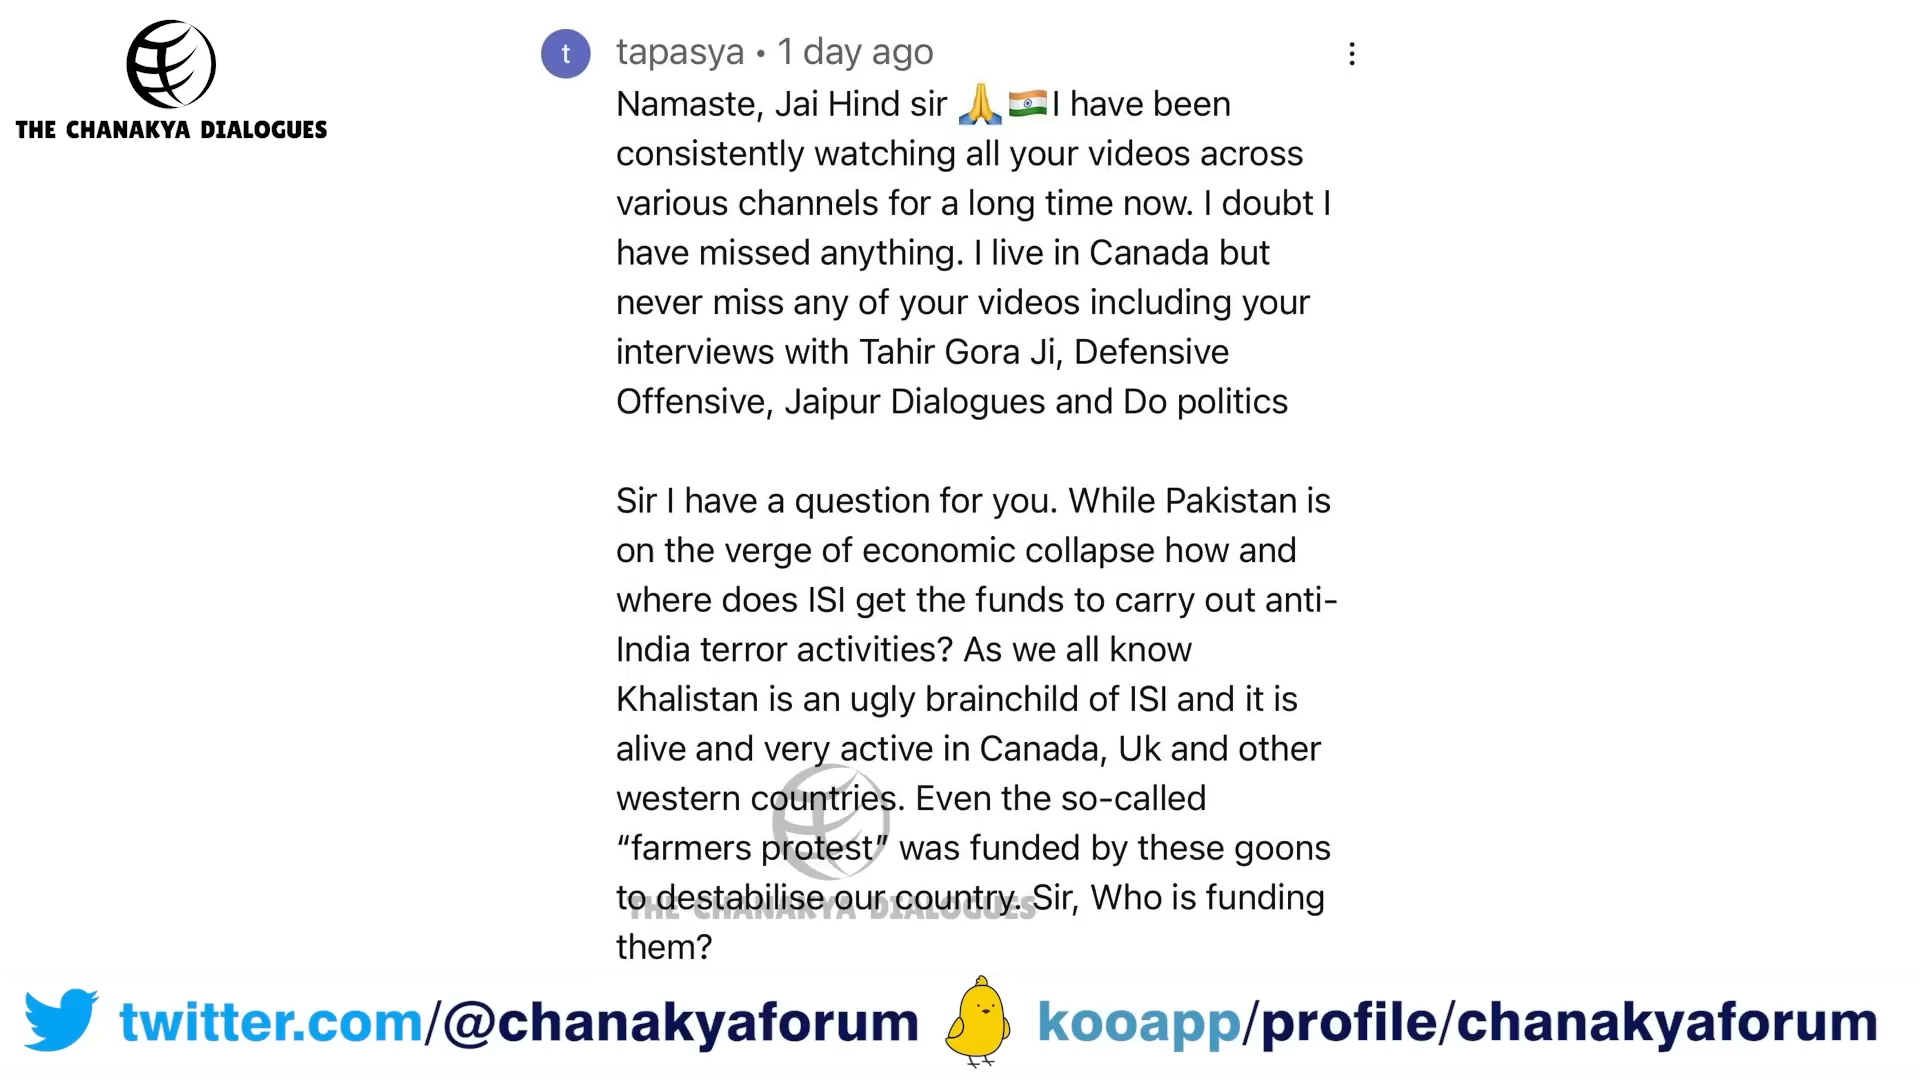 THE CHANAKYA DIALOGUES
t
tapasya • 1 day ago
Namaste, Jai Hind sir 🙏🇮🇳I have been
consistently watching all your videos across
various channels for a long time now. I doubt I
have missed anything. I live in Canada but
never miss any of your videos including your
interviews with Tahir Gora Ji, Defensive
Offensive, Jaipur Dialogues and Do politics
Sir I have a question for you. While Pakistan is
on the verge of economic collapse how and
where does ISI get the funds to carry out anti-
India terror activities? As we all know
Khalistan is an ugly brainchild of ISI and it is
alive and very active in Canada, Uk and other
western countries. Even the so-called
“farmers protest” was funded by these goons
to destabilise our country. Sir, Who is funding
them?
THE CHANAKYA DIALOGUES
twitter.com/@chanakyaforum
kooapp/profile/chanakyaforum